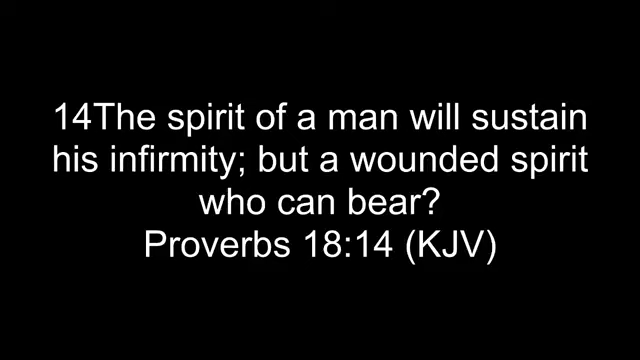 14The spirit of a man will sustain
his infirmity; but a wounded spirit
who can bear?
Proverbs 18:14 (KJV)